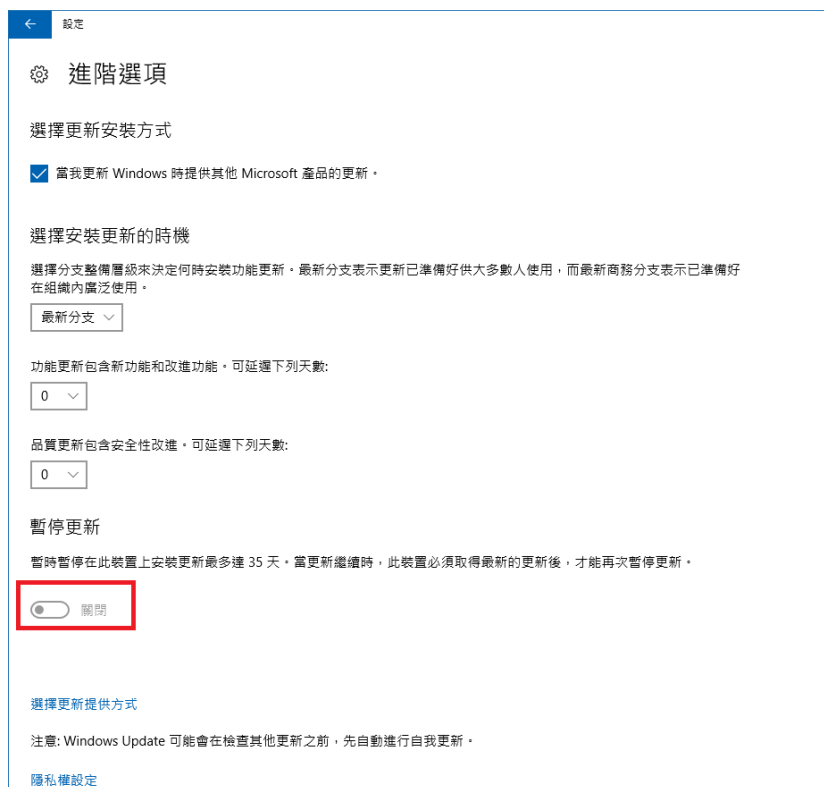 設定
進階選項
選擇更新安裝方式
當我更新 Windows 時提供其他 Microsoft 產品的更新。
選擇安裝更新的時機
選擇分支整備層級來決定何時安裝功能更新。最新分支表示更新已準備好供大多數人使用，而最新商務分支表示已準備好
在組織內廣泛使用。
最新分支
功能更新包含新功能和改進功能。可延遲下列天數:
0
品質更新包含安全性改進。可延遲下列天數:
0
暫停更新
暫時暫停在此裝置上安裝更新最多達 35 天。當更新繼續時，此裝置必須取得最新的更新後，才能再次暫停更新。
關閉
選擇更新提供方式
注意: Windows Update 可能會在檢查其他更新之前，先自動進行自我更新。
隱私權設定